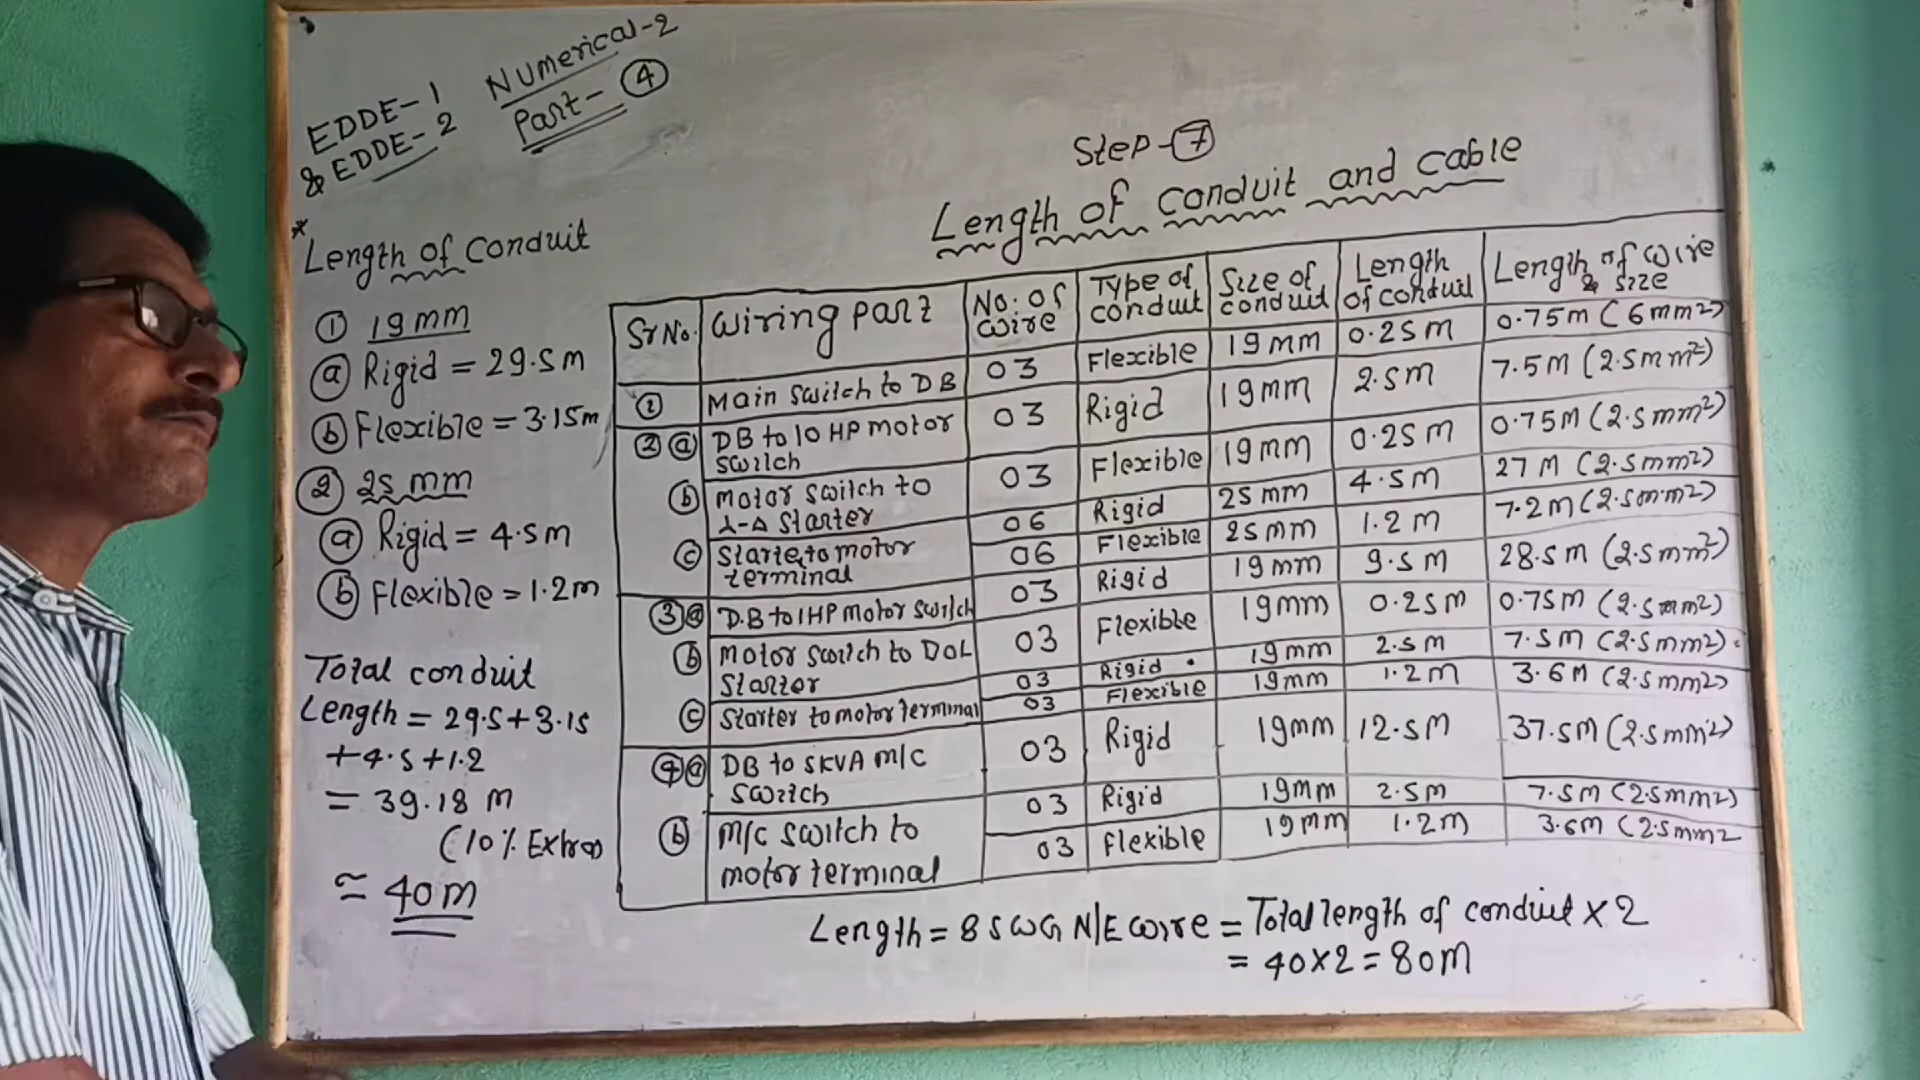 EDDE-1
& EDDE-2
Numerical-2
Part- ④
* Length of conduit
① 19mm
ⓐ Rigid = 29.5m
ⓑ Flexible = 3.15m
② 25 mm
ⓐ Rigid = 4.5m
ⓑ Flexible = 1.2m
Total conduit
Length = 29.5+3.15
+4.5+1.2
= 39.18 m
(10% Extra)
≃ 40m
Step-⑦
Length of conduit and cable
Sr No. | wiring part | No. of wire | Type of conduit | Size of conduit | Length of conduit | Length of wire & size
① | Main switch to DB | 03 | Flexible | 19mm | 0.25m | 0.75m (6mm²)
② ⓐ | DB to 10 HP motor switch | 03 | Rigid | 19mm | 2.5m | 7.5M (2.5mm²)
ⓑ | Motor switch to λ-Δ starter | 03 | Flexible | 19mm | 0.25m | 0.75M (2.5mm²)
ⓒ | Starter to motor terminal | 06 | Rigid | 25mm | 4.5m | 27M (2.5mm²)
06 | Flexible | 25mm | 1.2m | 7.2m (2.5mm²)
③ ⓐ | D.B to 1HP motor switch | 03 | Rigid | 19mm | 9.5m | 28.5m (2.5mm²)
ⓑ | Motor switch to DOL Starter | 03 | Flexible | 19mm | 0.25m | 0.75m (2.5mm²)
ⓒ | Starter to motor terminal | 03 | Rigid | 19mm | 2.5m | 7.5m (2.5mm²)
03 | Flexible | 19mm | 1.2m | 3.6M (2.5mm²)
④ ⓐ | DB to 5KVA M/C switch | 03 | Rigid | 19mm | 12.5M | 37.5M (2.5mm²)
ⓑ | M/C switch to motor terminal | 03 | Rigid | 19mm | 2.5m | 7.5M (2.5mm²)
03 | Flexible | 19mm | 1.2m | 3.6m (2.5mm2
Length = 8 SWG N/E wire = Total length of conduit × 2
= 40×2 = 80M